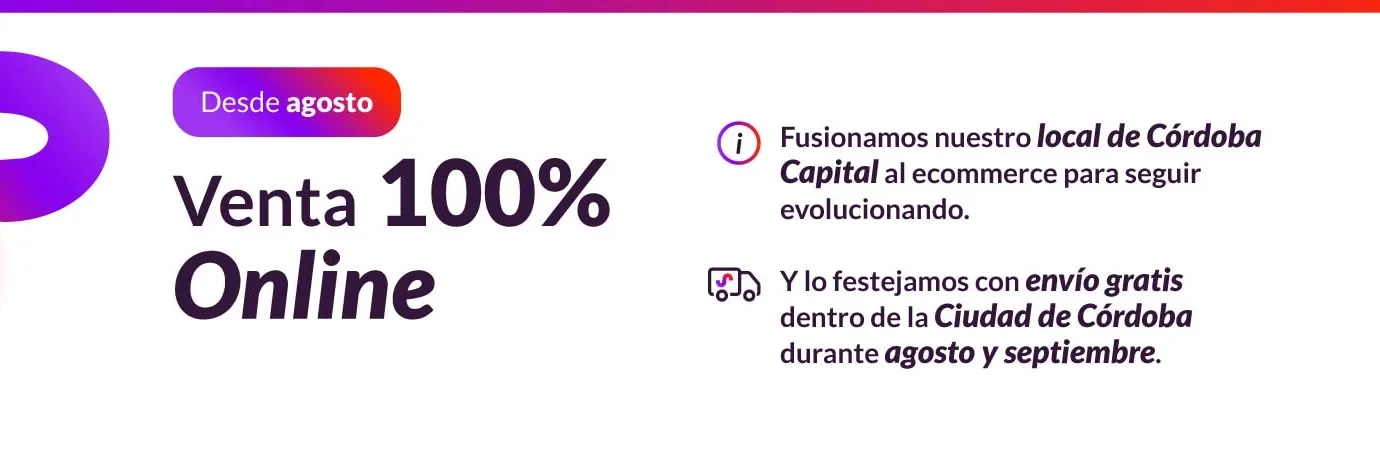 Desde agosto
Venta 100%
Online
Fusionamos nuestro local de Córdoba
Capital al ecommerce para seguir
evolucionando.
Y lo festejamos con envío gratis
dentro de la Ciudad de Córdoba
durante agosto y septiembre.